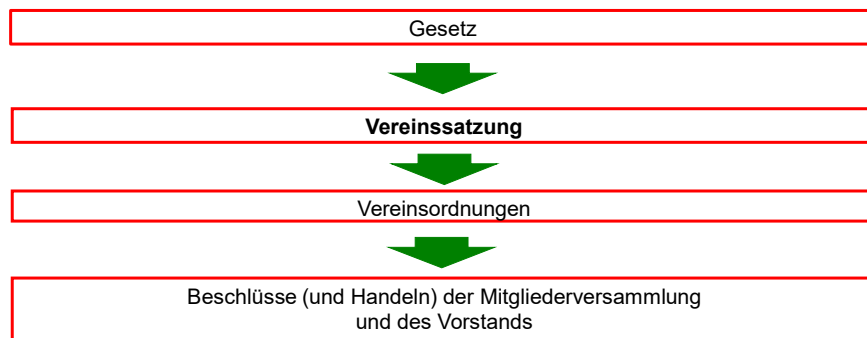 Gesetz
Vereinssatzung
Vereinsordnungen
Beschlüsse (und Handeln) der Mitgliederversammlung
und des Vorstands